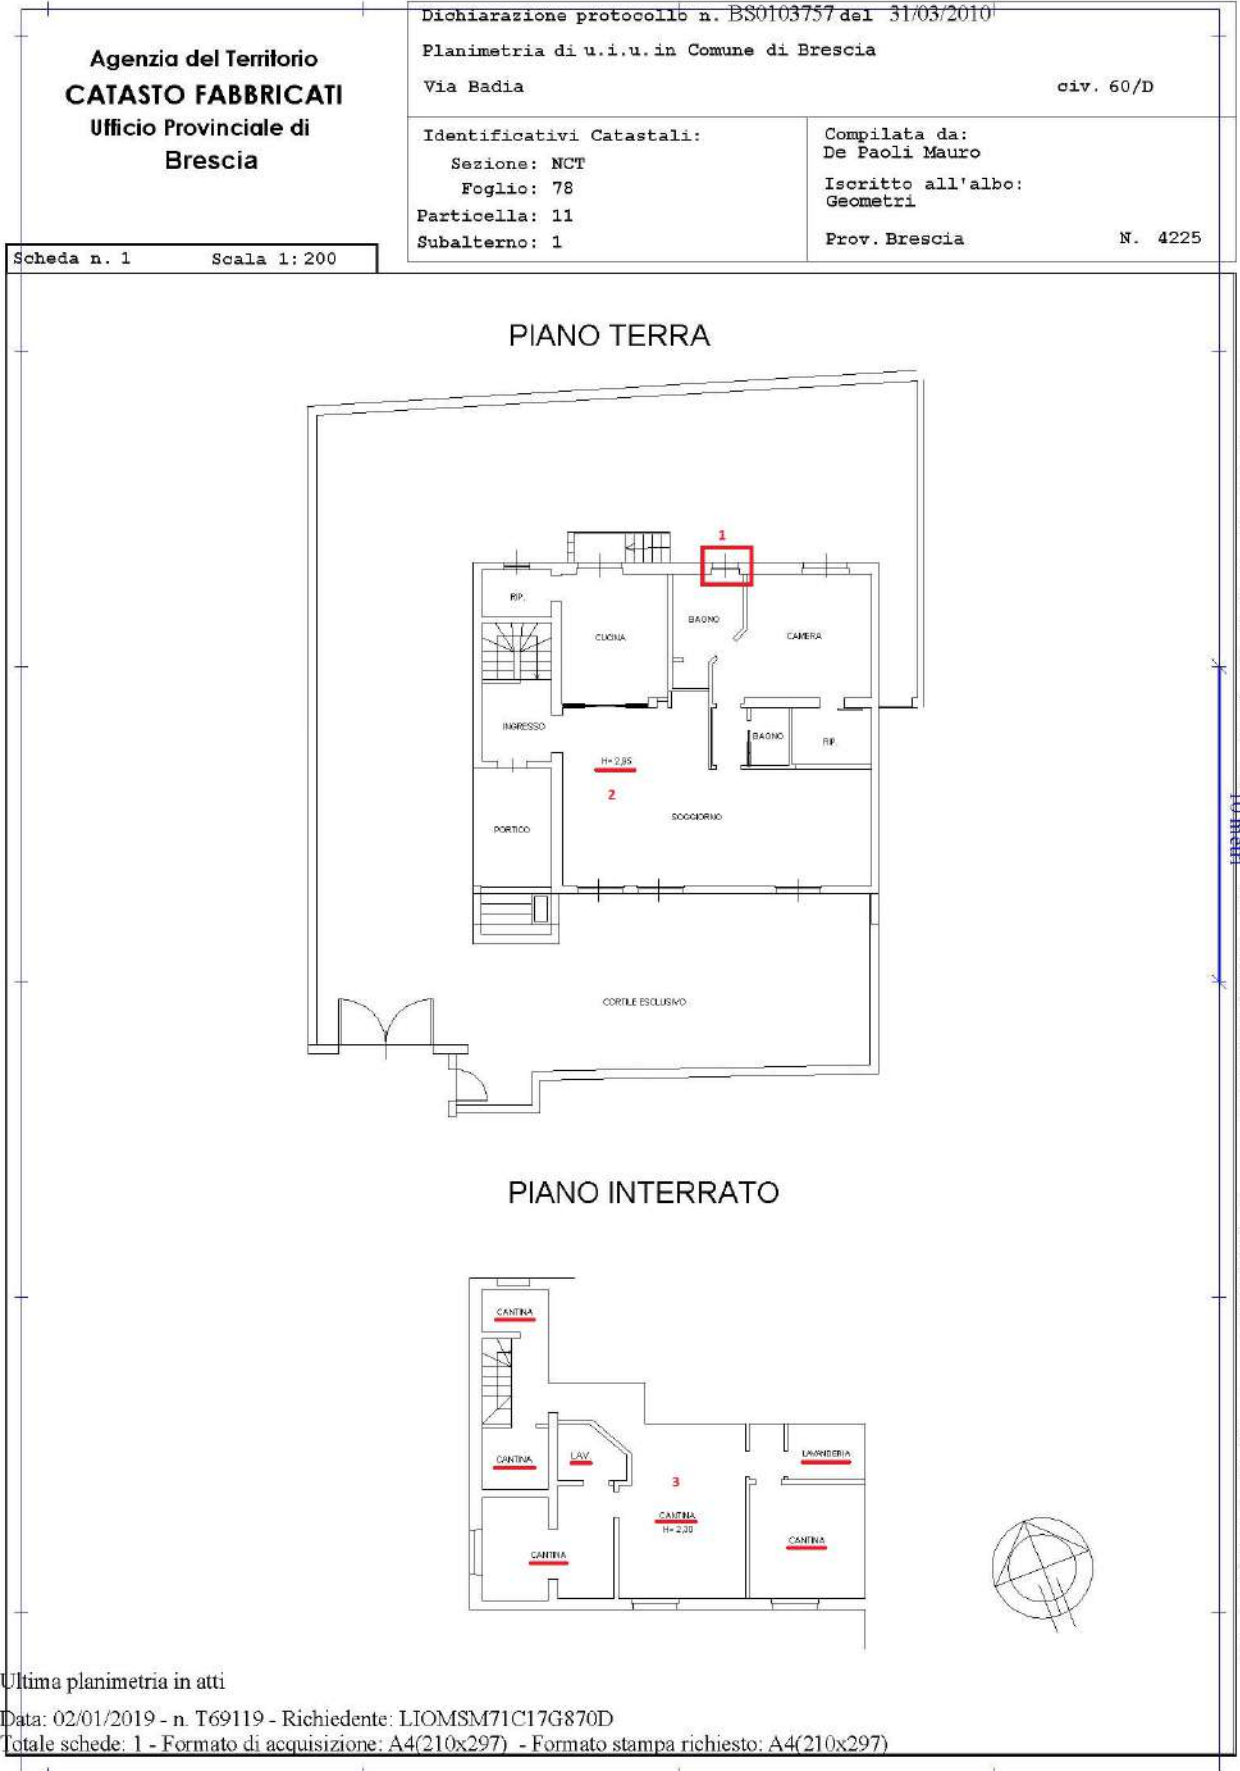 Agenzia del Territorio
CATASTO FABBRICATI
Ufficio Provinciale di
Brescia
Dichiarazione protocollo n. BS0103757 del 31/03/2010
Planimetria di u.i.u. in Comune di Brescia
Via Badia civ. 60/D
Identificativi Catastali:
Sezione: NCT
Foglio: 78
Particella: 11
Subalterno: 1
Compilata da:
De Paoli Mauro
Iscritto all'albo:
Geometri
Prov. Brescia N. 4225
Scheda n. 1 Scala 1:200
PIANO TERRA
1
RIP.
CUCINA
BAGNO
CAMERA
INGRESSO
BAGNO
RIP.
H= 2,95
2
SOGGIORNO
PORTICO
10 metri
CORTILE ESCLUSIVO
PIANO INTERRATO
CANTINA
CANTINA
LAV.
LAVANDERIA
3
CANTINA
H= 2,30
CANTINA
CANTINA
Ultima planimetria in atti
Data: 02/01/2019 - n. T69119 - Richiedente: LIOMSM71C17G870D
Totale schede: 1 - Formato di acquisizione: A4(210x297) - Formato stampa richiesto: A4(210x297)